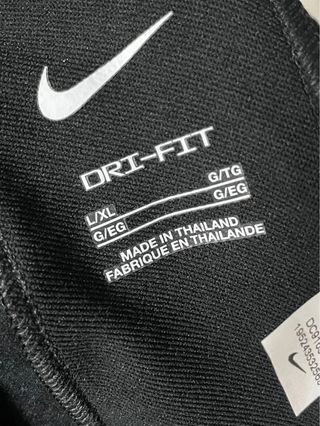 DRI-FIT
L/XL G/TG
G/EG G/EG
MADE IN THAILAND
FABRIQUE EN THAILANDE